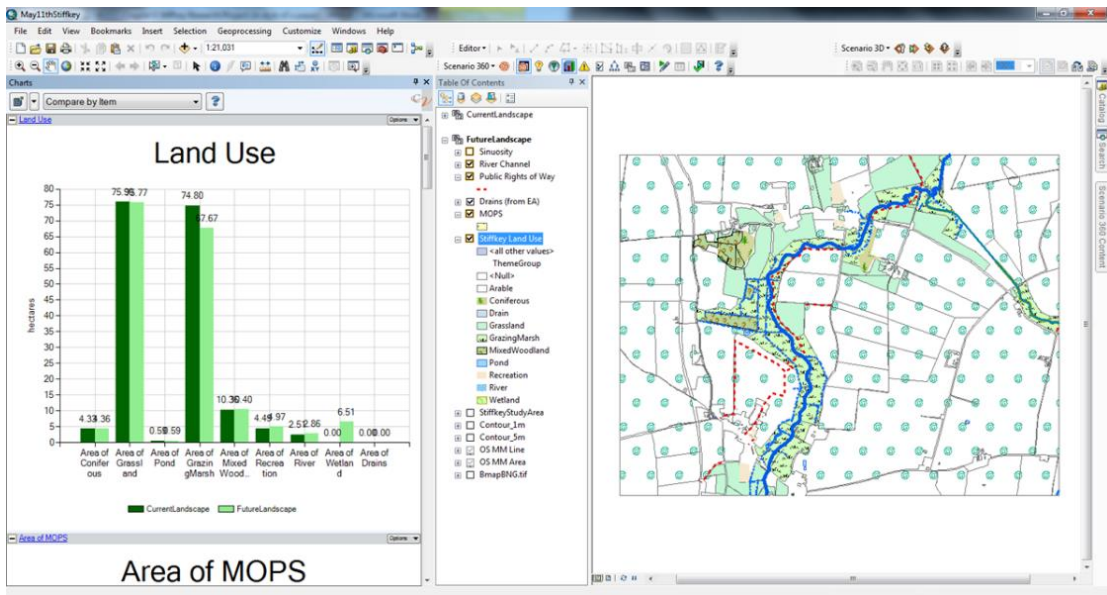 May11thStiffkey
File Edit View Bookmarks Insert Selection Geoprocessing Customize Windows Help
1:21,031
Editor
Scenario 3D
Scenario 360
Charts
Compare by Item
Land Use
Options
Land Use
80
75
70
65
60
55
50
45
40
35
30
25
20
15
10
5
0
hectares
4.33 4.36
75.95 75.77
0.59 0.59
74.80
67.67
10.36 10.40
4.49 4.97
2.51 2.86
0.00 6.51
0.00 0.00
Area of Conifer ous
Area of Grassl and
Area of Pond
Area of Grazin gMarsh
Area of Mixed Wood...
Area of Recrea tion
Area of River
Area of Wetlan d
Area of Drains
CurrentLandscape FutureLandscape
Area of MOPS
Options
Area of MOPS
Table Of Contents
CurrentLandscape
FutureLandscape
Sinuosity
River Channel
Public Rights of Way
Drains (from EA)
MOPS
Stiffkey Land Use
<all other values>
ThemeGroup
<Null>
Arable
Coniferous
Drain
Grassland
GrazingMarsh
MixedWoodland
Pond
Recreation
River
Wetland
StiffkeyStudyArea
Contour_1m
Contour_5m
OS MM Line
OS MM Area
BmapBNG.tif
Catalog
Search
Scenario 360 Content